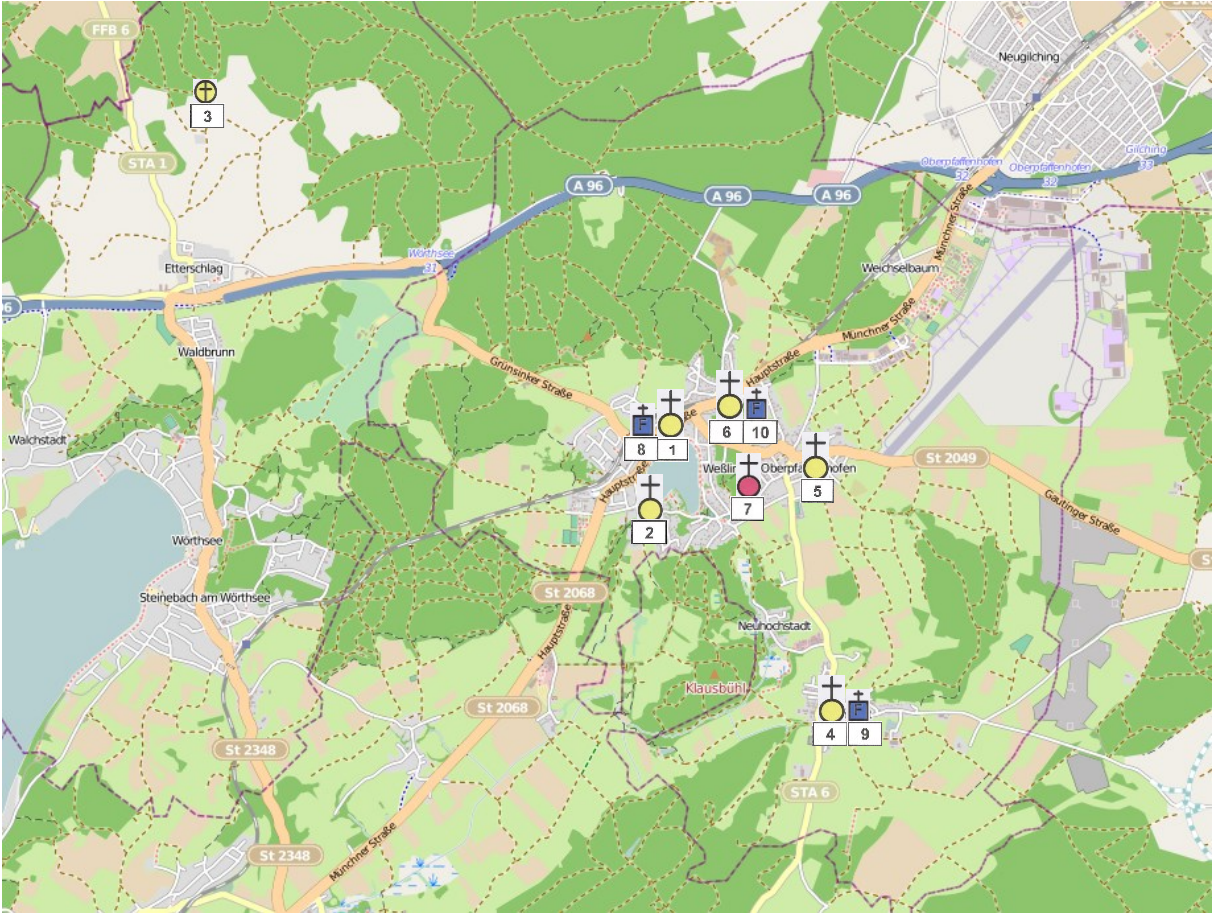 FFB 6
Neugilching
3
STA 1
Oberpfaffenhofen
32
Oberpfaffenhofen
32
Gilching
33
A 96
A 96
A 96
Münchner Straße
Wörthsee
31
Etterschlag
Weichselbaum
Waldbrunn
Münchner Straße
Hauptstraße
Grünsinker Straße
F
F
8
1
6
10
Walchstadt
St 2049
5
7
Hauptstraße
Gautinger Straße
2
Wörthsee
St 2068
Steinebach am Wörthsee
Neuhochstadt
Hauptstraße
Klausbühl
St 2068
F
4
9
St 2348
STA 6
Münchner Straße
St 2348